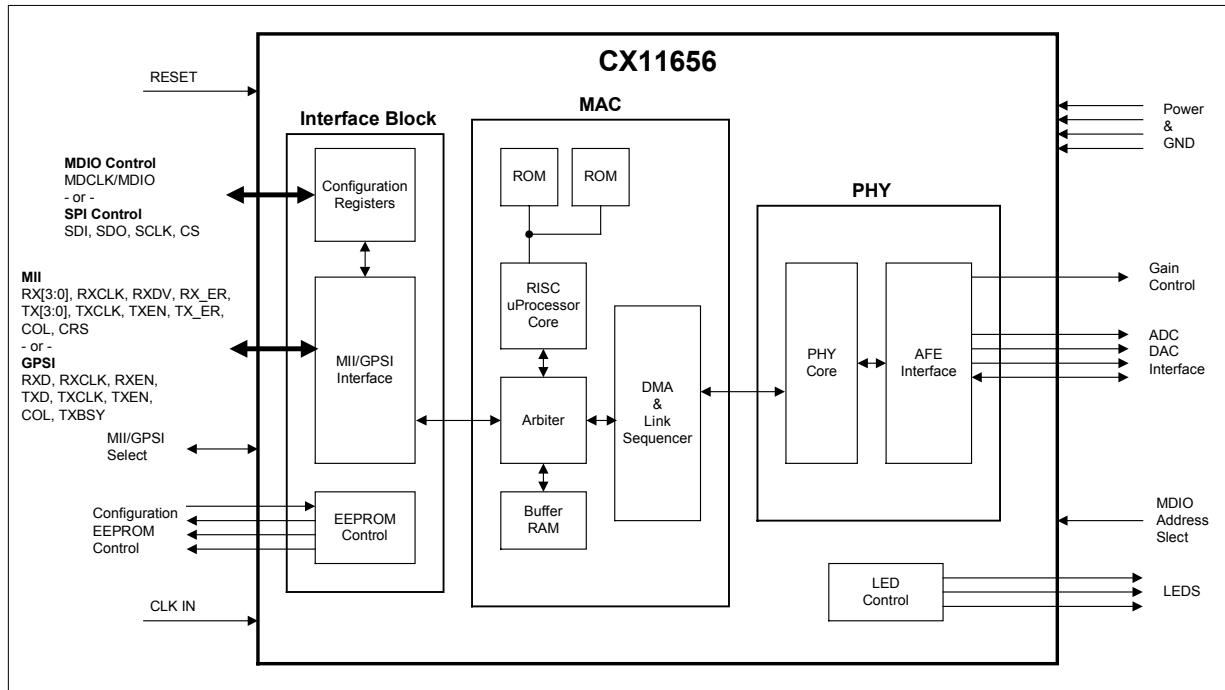 CX11656
RESET
Interface Block
MAC
PHY
Power
&
GND
MDIO Control
MDCLK/MDIO
- or -
SPI Control
SDI, SDO, SCLK, CS
Configuration
Registers
ROM
ROM
MII
RX[3:0], RXCLK, RXDV, RX_ER,
TX[3:0], TXCLK, TXEN, TX_ER,
COL, CRS
- or -
GPSI
RXD, RXCLK, RXEN,
TXD, TXCLK, TXEN,
COL, TXBSY
MII/GPSI
Interface
RISC
uProcessor
Core
Arbiter
Buffer
RAM
DMA
&
Link
Sequencer
PHY
Core
AFE
Interface
Gain
Control
ADC
DAC
Interface
MII/GPSI
Select
Configuration
EEPROM
Control
EEPROM
Control
MDIO
Address
Slect
LED
Control
LEDS
CLK IN